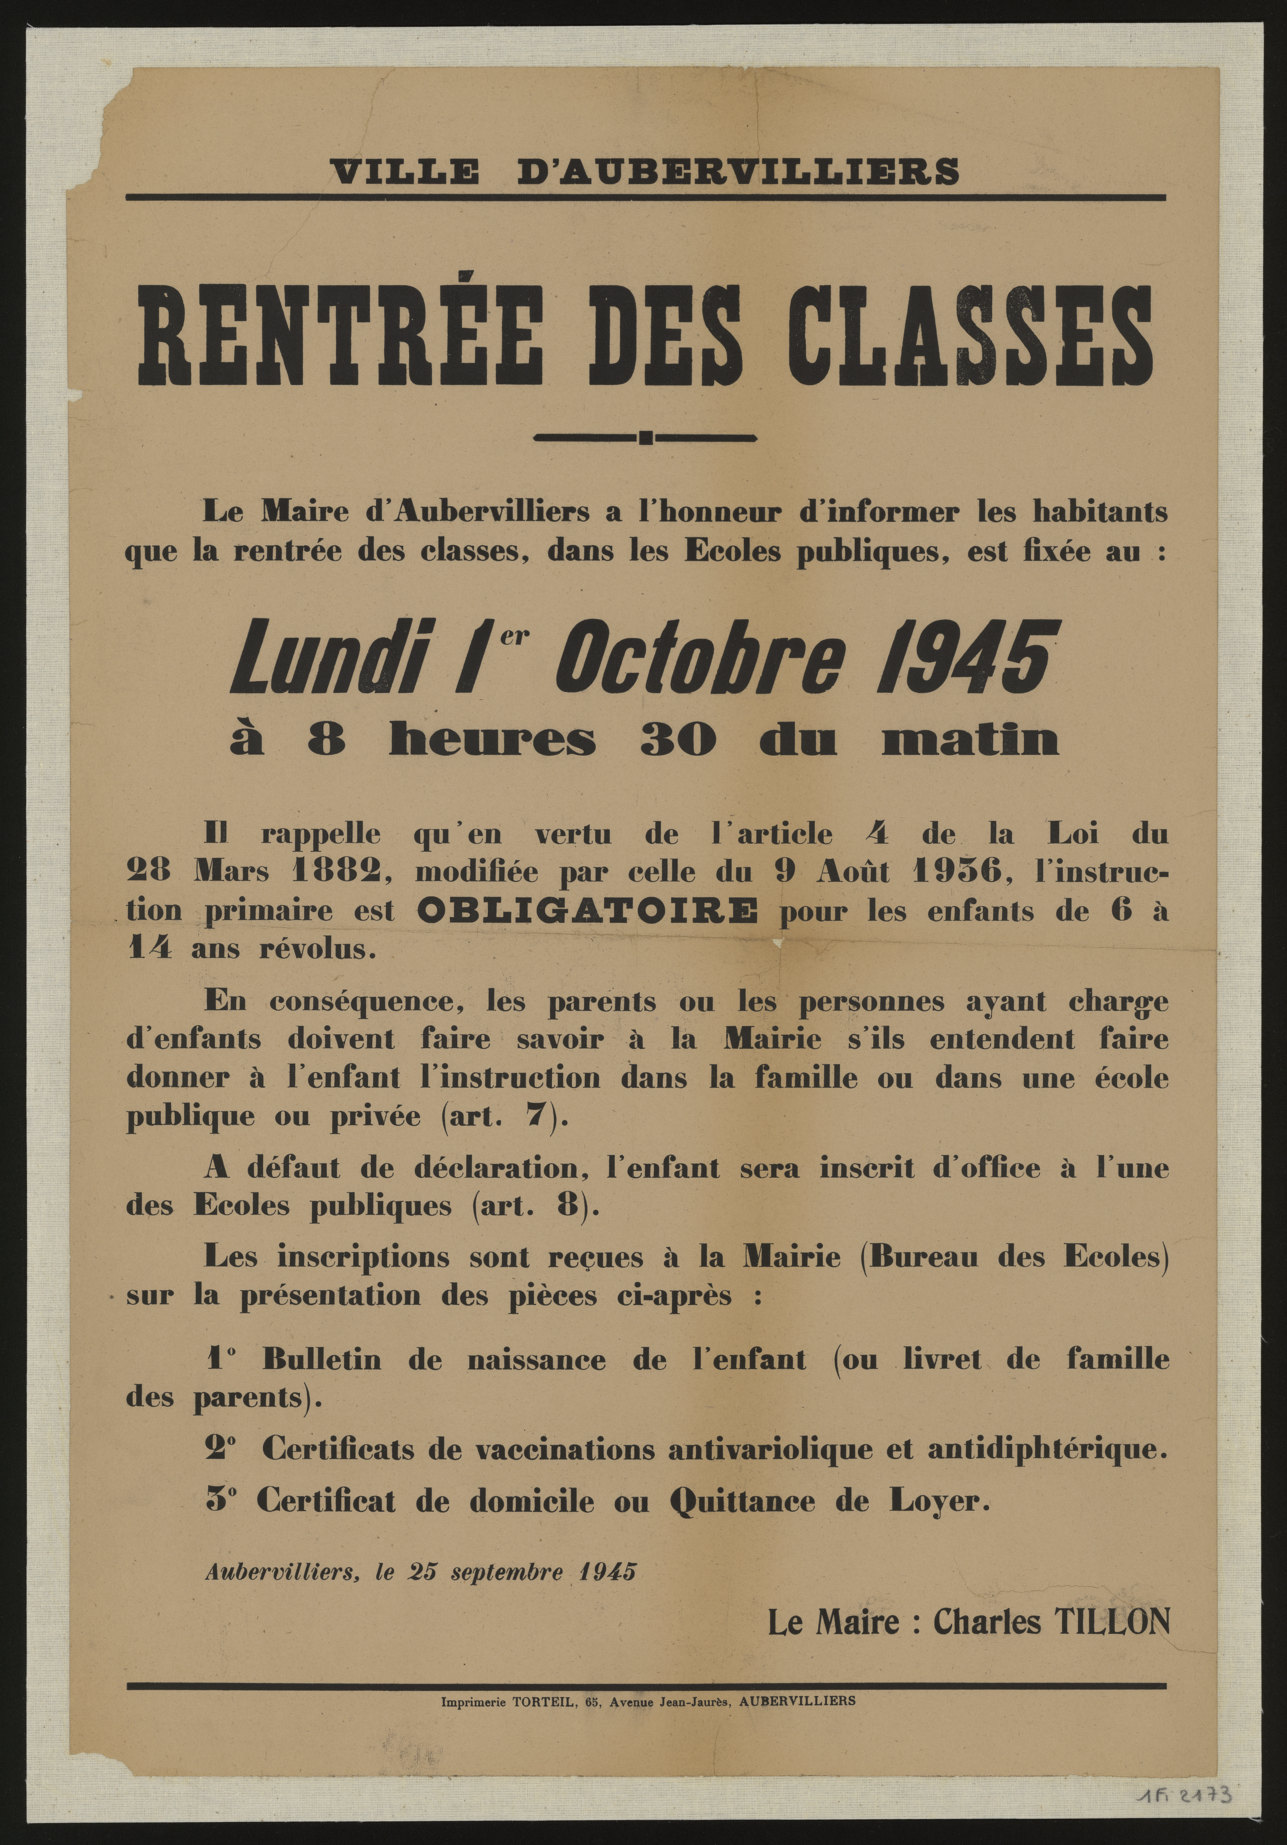 VILLE D'AUBERVILLIERS
RENTRÉE DES CLASSES
Le Maire d'Aubervilliers a l'honneur d'informer les habitants
que la rentrée des classes, dans les Ecoles publiques, est fixée au :
Lundi 1er Octobre 1945
à 8 heures 30 du matin
Il rappelle qu'en vertu de l'article 4 de la Loi du
28 Mars 1882, modifiée par celle du 9 Août 1936, l'instruc-
tion primaire est OBLIGATOIRE pour les enfants de 6 à
14 ans révolus.
En conséquence, les parents ou les personnes ayant charge
d'enfants doivent faire savoir à la Mairie s'ils entendent faire
donner à l'enfant l'instruction dans la famille ou dans une école
publique ou privée (art. 7).
A défaut de déclaration, l'enfant sera inscrit d'office à l'une
des Ecoles publiques (art. 8).
Les inscriptions sont reçues à la Mairie (Bureau des Ecoles)
sur la présentation des pièces ci-après :
1° Bulletin de naissance de l'enfant (ou livret de famille
des parents).
2° Certificats de vaccinations antivariolique et antidiphtérique.
3° Certificat de domicile ou Quittance de Loyer.
Aubervilliers, le 25 septembre 1945
Le Maire : Charles TILLON
Imprimerie TORTEIL, 65, Avenue Jean-Jaurès, AUBERVILLIERS
1Fi 2173